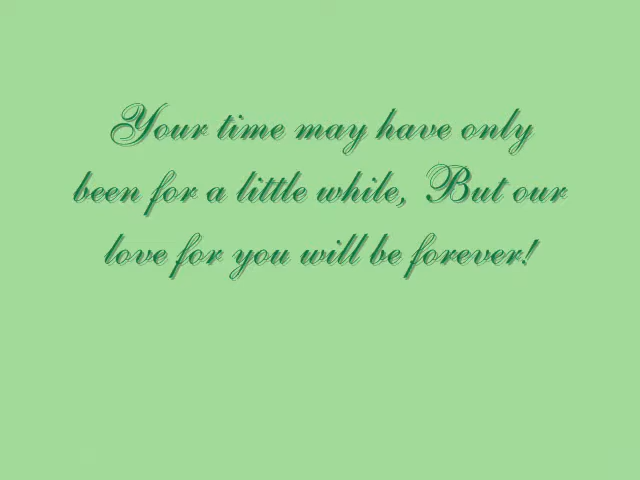 Your time may have only
been for a little while, But our
love for you will be forever!